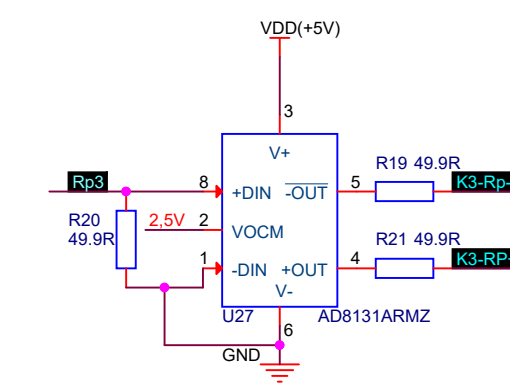 VDD(+5V)
3
V+
R19 49.9R
Rp3
8
+DIN
-OUT
5
K3-Rp-
R20
49.9R
2,5V
2
VOCM
R21 49.9R
1
-DIN
+OUT
4
K3-RP+
V-
U27
AD8131ARMZ
6
GND